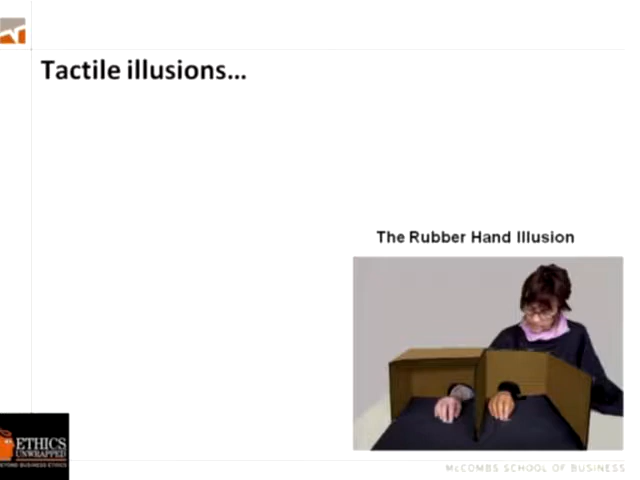 Tactile illusions...
The Rubber Hand Illusion
ETHICS
UNWRAPPED
BEYOND BUSINESS ETHICS
McCOMBS SCHOOL OF BUSINESS